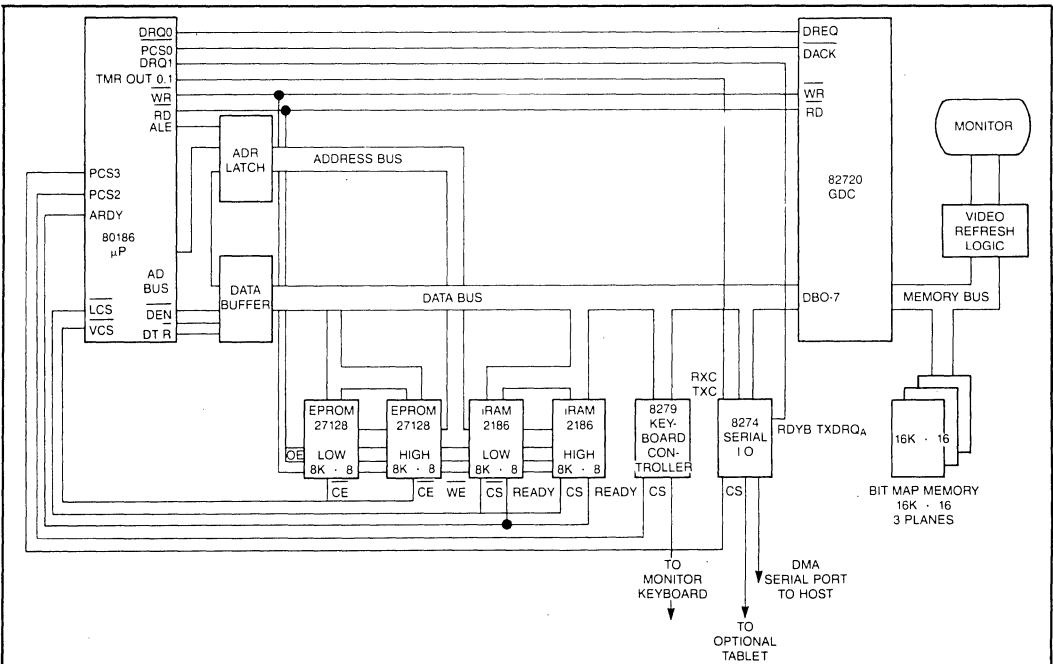 DRQ0
PCS0
DRQ1
TMR OUT 0.1
WR
RD
ALE
PCS3
PCS2
ARDY
80186
µP
AD
BUS
LCS
DEN
VCS
DT R
ADR
LATCH
ADDRESS BUS
DATA
BUFFER
DATA BUS
DREQ
DACK
WR
RD
82720
GDC
DBO-7
MONITOR
VIDEO
REFRESH
LOGIC
MEMORY BUS
RXC
TXC
EPROM
27128
LOW
8K · 8
OE
CE
EPROM
27128
HIGH
8K · 8
CE
WE
iRAM
2186
LOW
8K · 8
CS
READY
iRAM
2186
HIGH
8K · 8
CS
READY
8279
KEY-
BOARD
CON-
TROLLER
CS
8274
SERIAL
I O
CS
RDYB TXDRQA
16K · 16
BIT MAP MEMORY
16K · 16
3 PLANES
TO
MONITOR
KEYBOARD
DMA
SERIAL PORT
TO HOST
TO
OPTIONAL
TABLET